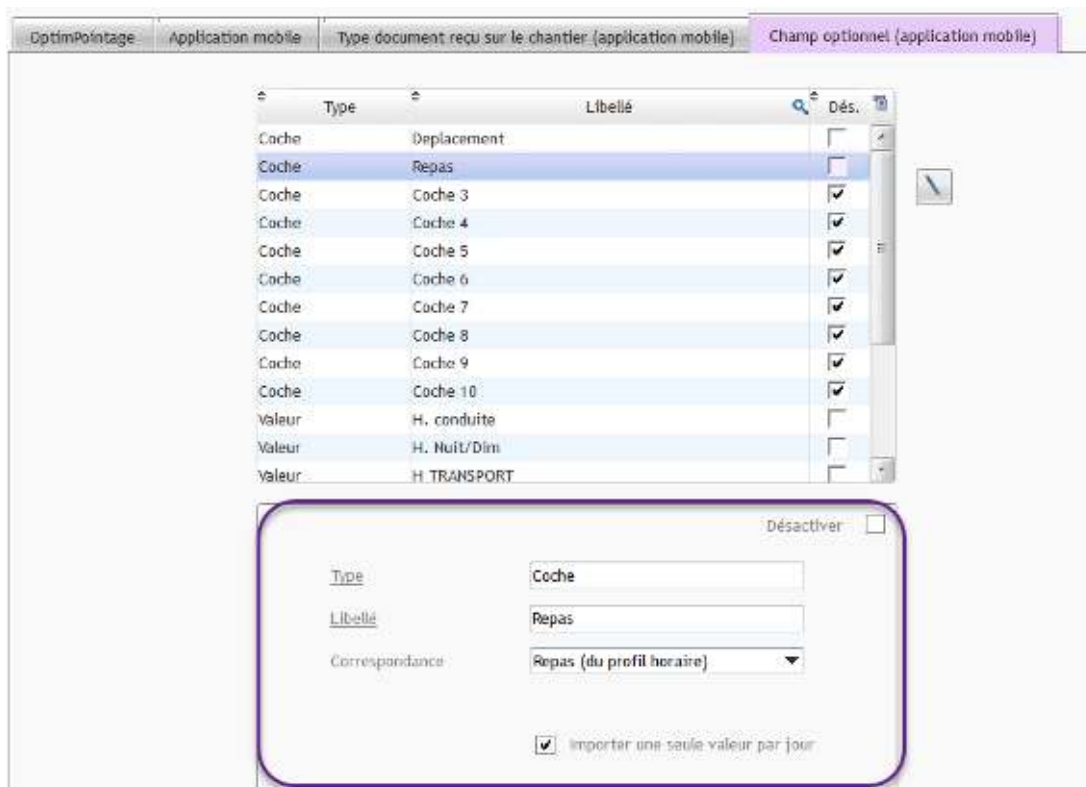 OptimPointage Application mobile Type document reçu sur le chantier (application mobile) Champ optionnel (application mobile)
Type Libellé Dés.
Coche Deplacement
Coche Repas
Coche Coche 3
Coche Coche 4
Coche Coche 5
Coche Coche 6
Coche Coche 7
Coche Coche 8
Coche Coche 9
Coche Coche 10
Valeur H. conduite
Valeur H. Nuit/Dim
Valeur H TRANSPORT
Désactiver
Type Coche
Libellé Repas
Correspondance Repas (du profil horaire)
Importer une seule valeur par jour